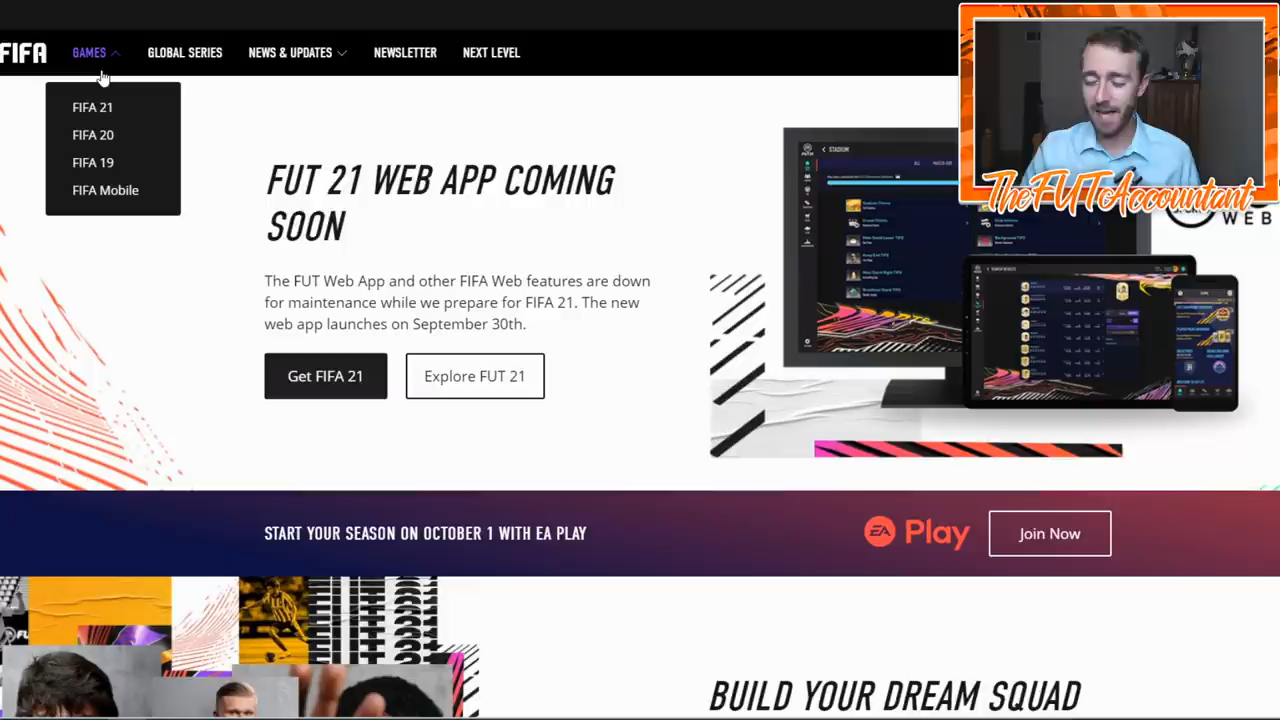 FIFA
GAMES
GLOBAL SERIES
NEWS & UPDATES
NEWSLETTER
NEXT LEVEL
FIFA 21
FIFA 20
FIFA 19
FIFA Mobile
TheFUTAccountant
WEB
FUT 21 WEB APP COMING
SOON
The FUT Web App and other FIFA Web features are down
for maintenance while we prepare for FIFA 21. The new
web app launches on September 30th.
Get FIFA 21
Explore FUT 21
STADIUM
START YOUR SEASON ON OCTOBER 1 WITH EA PLAY
EA Play
Join Now
BUILD YOUR DREAM SQUAD